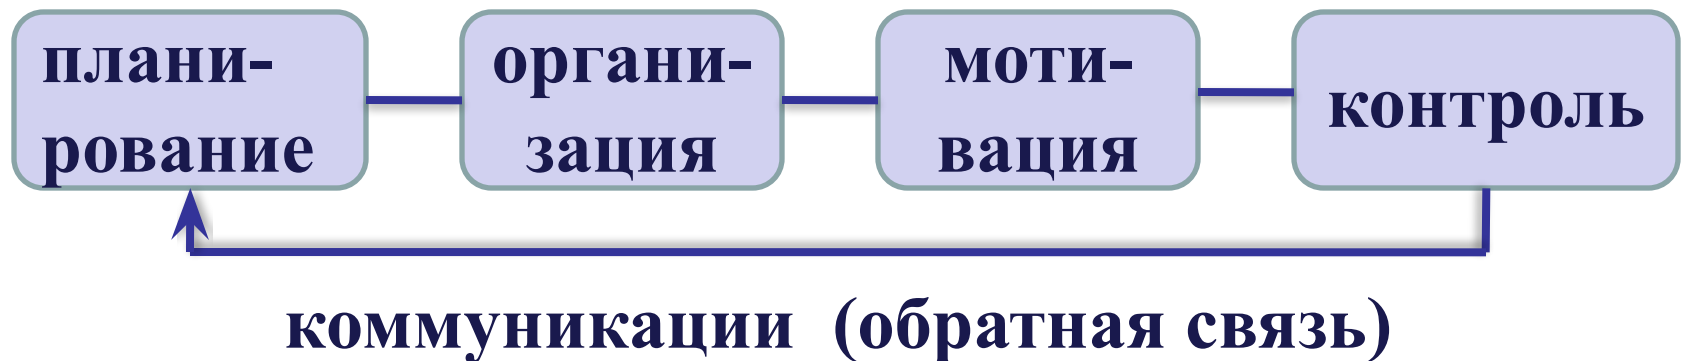 плани-
рование
органи-
зация
моти-
вация
контроль
коммуникации (обратная связь)